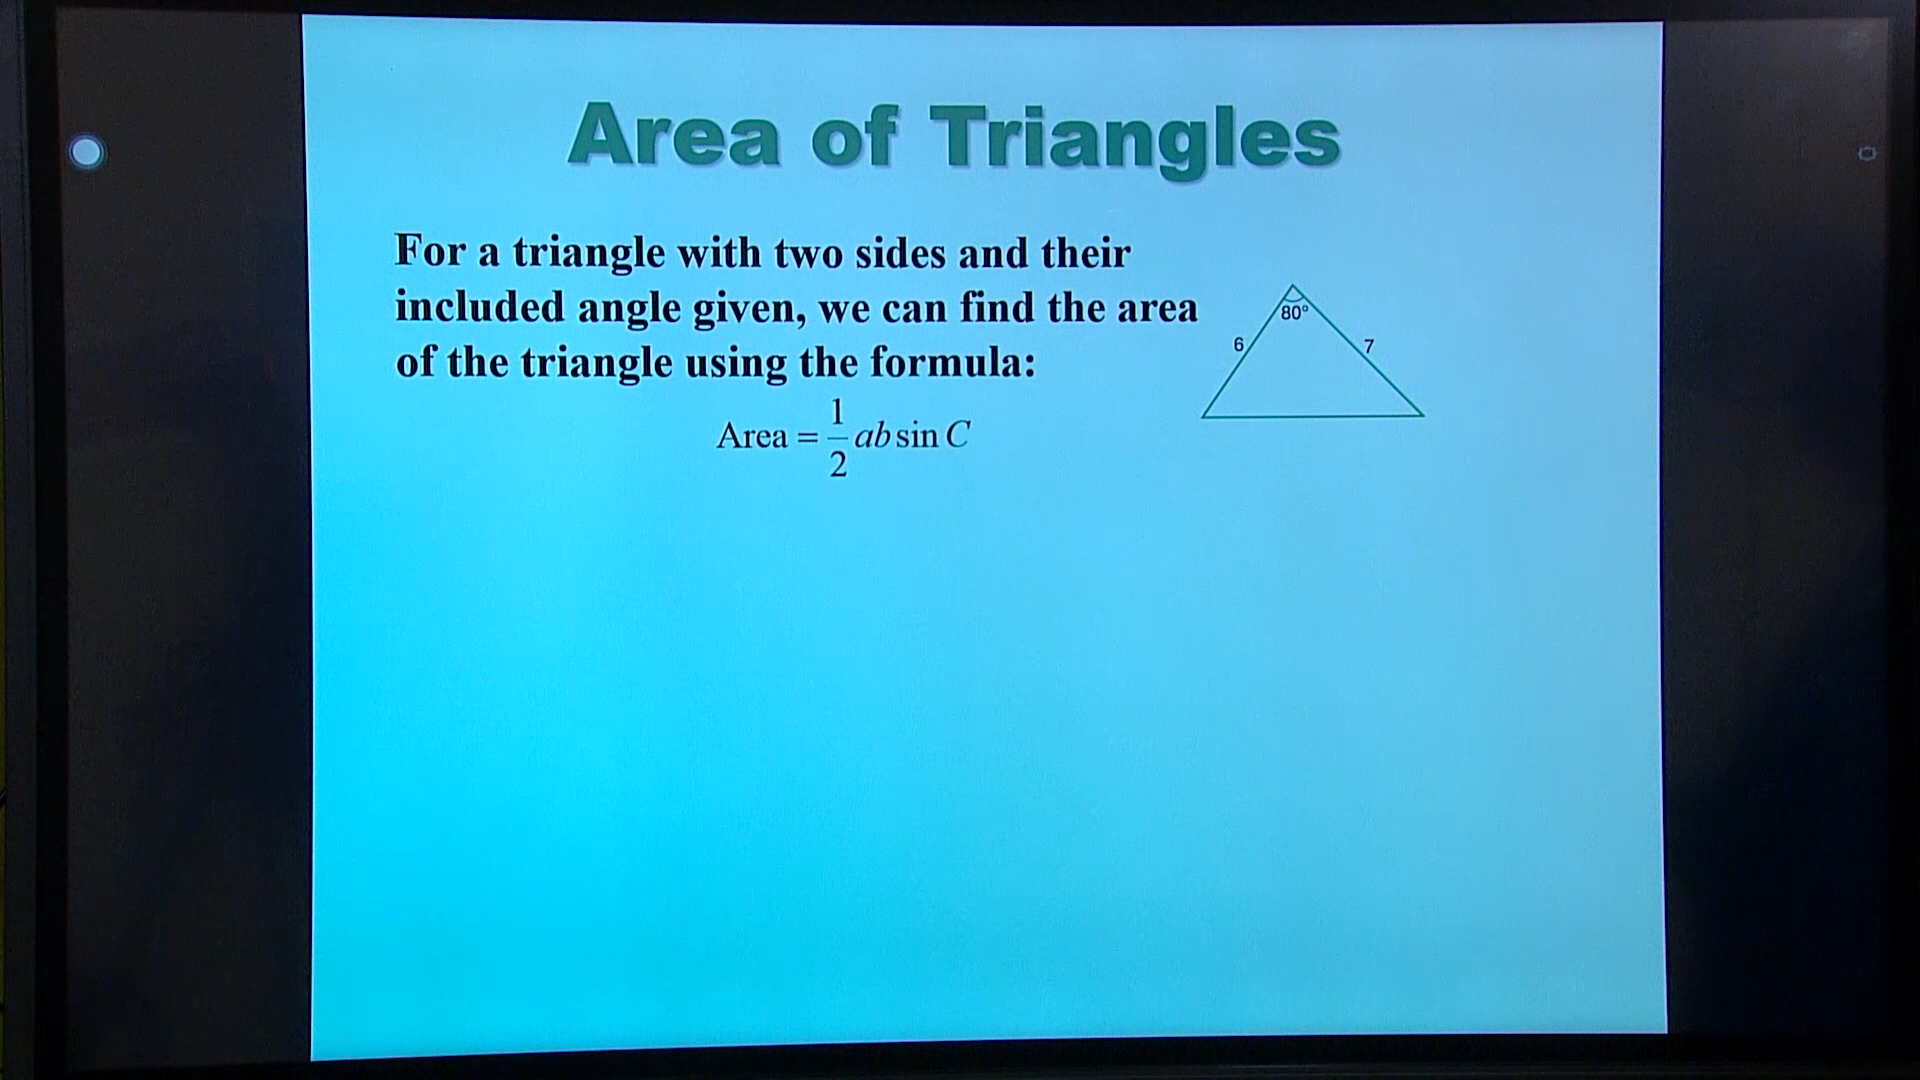 Area of Triangles
For a triangle with two sides and their
included angle given, we can find the area
of the triangle using the formula:
Area = 1/2 ab sin C
80°
6
7